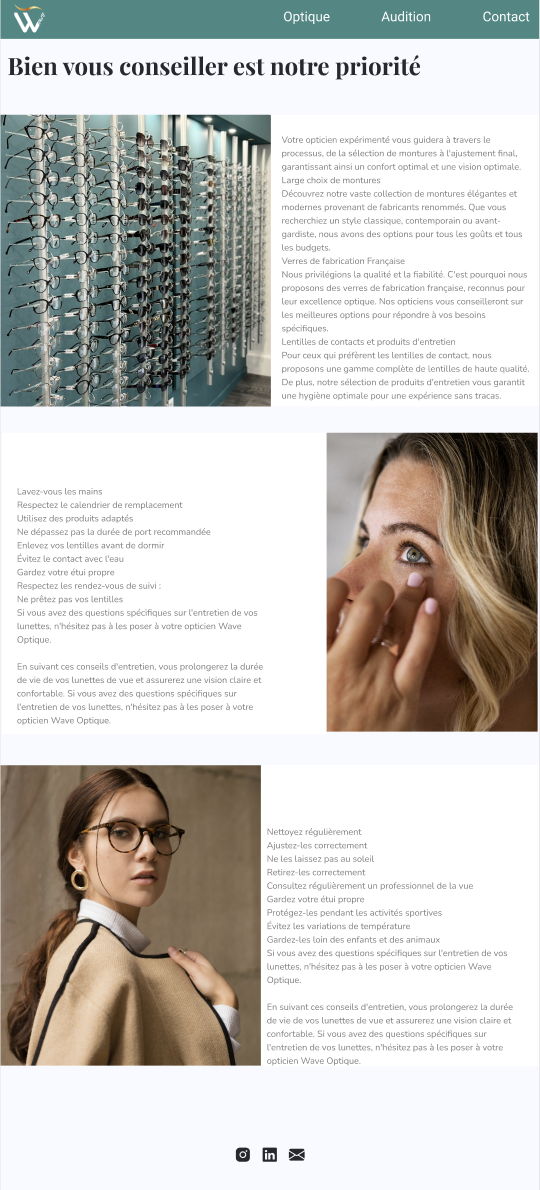 W
Optique Audition Contact
Bien vous conseiller est notre priorité
Votre opticien expérimenté vous guidera à travers le
processus, de la sélection de montures à l'ajustement final,
garantissant ainsi un confort optimal et une vision optimale.
Large choix de montures
Découvrez notre vaste collection de montures élégantes et
modernes provenant de fabricants renommés. Que vous
recherchiez un style classique, contemporain ou avant-
gardiste, nous avons des options pour tous les goûts et tous
les budgets.
Verres de fabrication Française
Nous privilégions la qualité et la fiabilité. C'est pourquoi nous
proposons des verres de fabrication française, reconnus pour
leur excellence optique. Nos opticiens vous conseilleront sur
les meilleures options pour répondre à vos besoins
spécifiques.
Lentilles de contacts et produits d'entretien
Pour ceux qui préfèrent les lentilles de contact, nous
proposons une gamme complète de lentilles de haute qualité.
De plus, notre sélection de produits d'entretien vous garantit
une hygiène optimale pour une expérience sans tracas.
Lavez-vous les mains
Respectez le calendrier de remplacement
Utilisez des produits adaptés
Ne dépassez pas la durée de port recommandée
Enlevez vos lentilles avant de dormir
Évitez le contact avec l'eau
Gardez votre étui propre
Respectez les rendez-vous de suivi :
Ne prêtez pas vos lentilles
Si vous avez des questions spécifiques sur l'entretien de vos
lunettes, n'hésitez pas à les poser à votre opticien Wave
Optique.
En suivant ces conseils d'entretien, vous prolongerez la durée
de vie de vos lunettes de vue et assurerez une vision claire et
confortable. Si vous avez des questions spécifiques sur
l'entretien de vos lunettes, n'hésitez pas à les poser à votre
opticien Wave Optique.
Nettoyez régulièrement
Ajustez-les correctement
Ne les laissez pas au soleil
Retirez-les correctement
Consultez régulièrement un professionnel de la vue
Gardez votre étui propre
Protégez-les pendant les activités sportives
Évitez les variations de température
Gardez-les loin des enfants et des animaux
Si vous avez des questions spécifiques sur l'entretien de vos
lunettes, n'hésitez pas à les poser à votre opticien Wave
Optique.
En suivant ces conseils d'entretien, vous prolongerez la durée
de vie de vos lunettes de vue et assurerez une vision claire et
confortable. Si vous avez des questions spécifiques sur
l'entretien de vos lunettes, n'hésitez pas à les poser à votre
opticien Wave Optique.
in